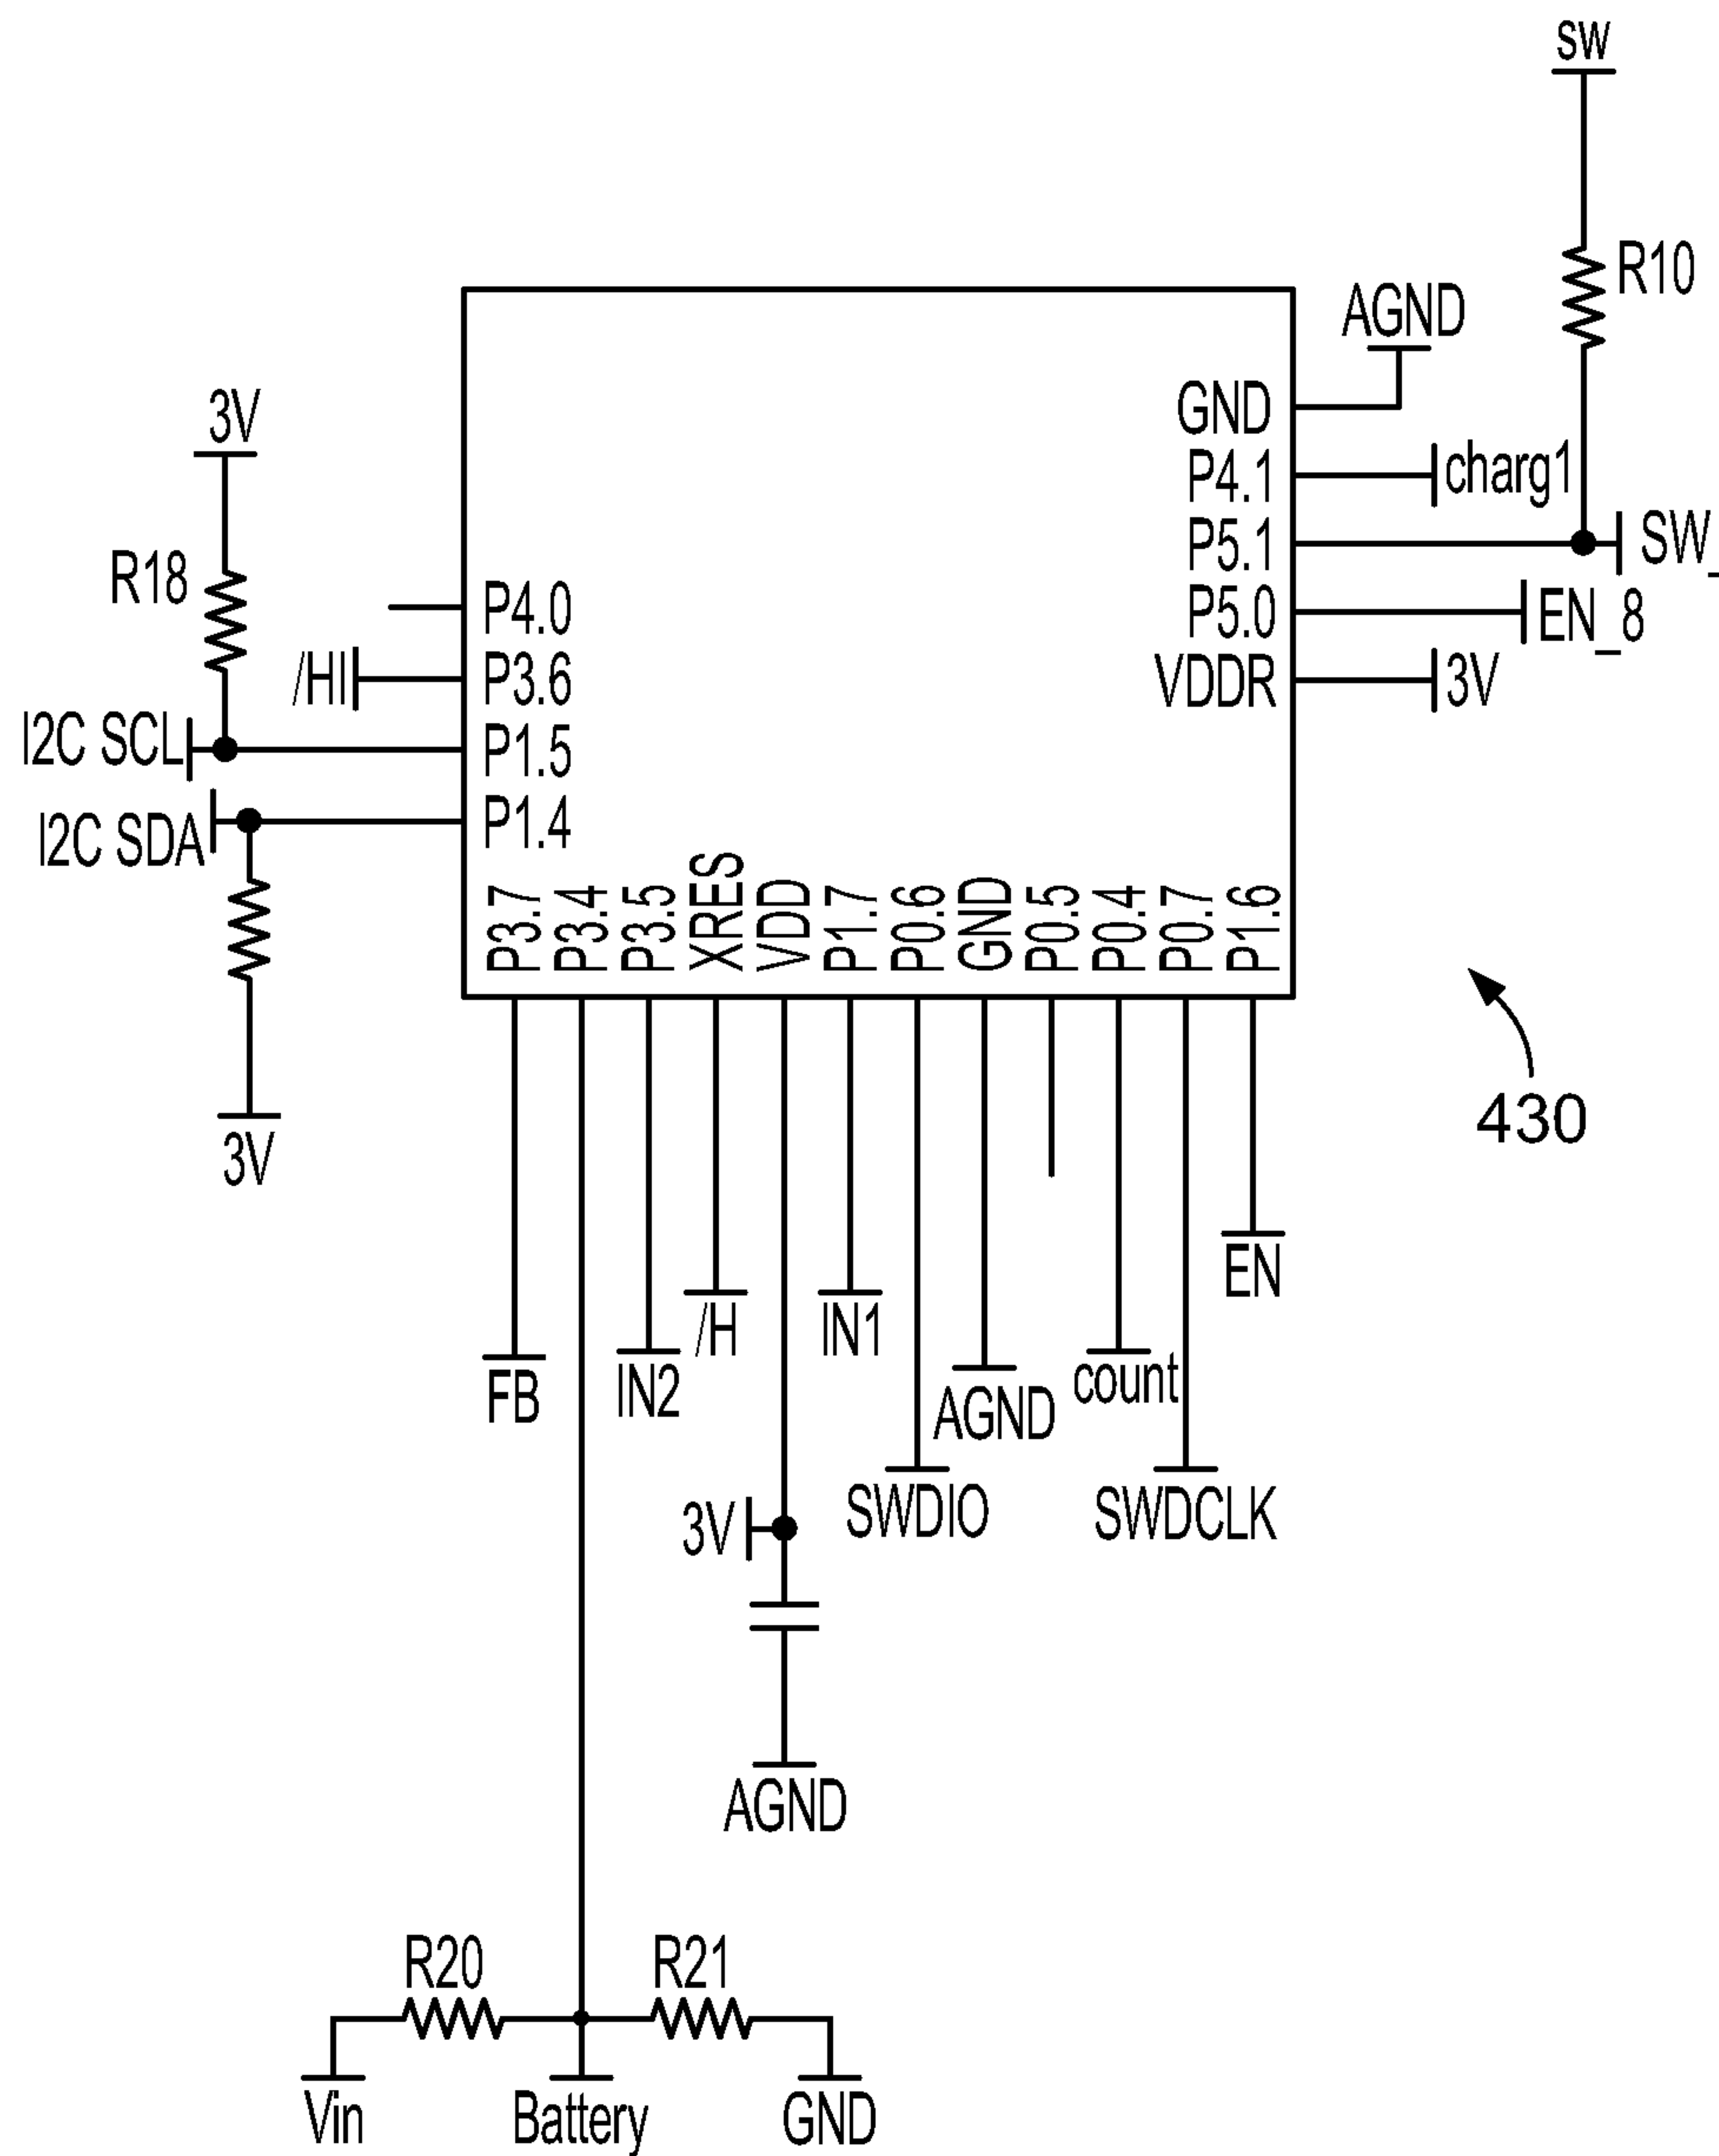 sw
R10
AGND
GND
P4.1
charg1
P5.1
SW_
P5.0
EN_8
VDDR
3V
3V
R18
P4.0
/HI
P3.6
I2C SCL
P1.5
I2C SDA
P1.4
3V
P3.7
P3.4
P3.5
XRES
VDD
P1.7
P0.6
GND
P0.5
P0.4
P0.7
P1.6
430
EN
/H
IN1
FB
IN2
count
AGND
SWDIO
SWDCLK
3V
AGND
R20
R21
Vin
Battery
GND